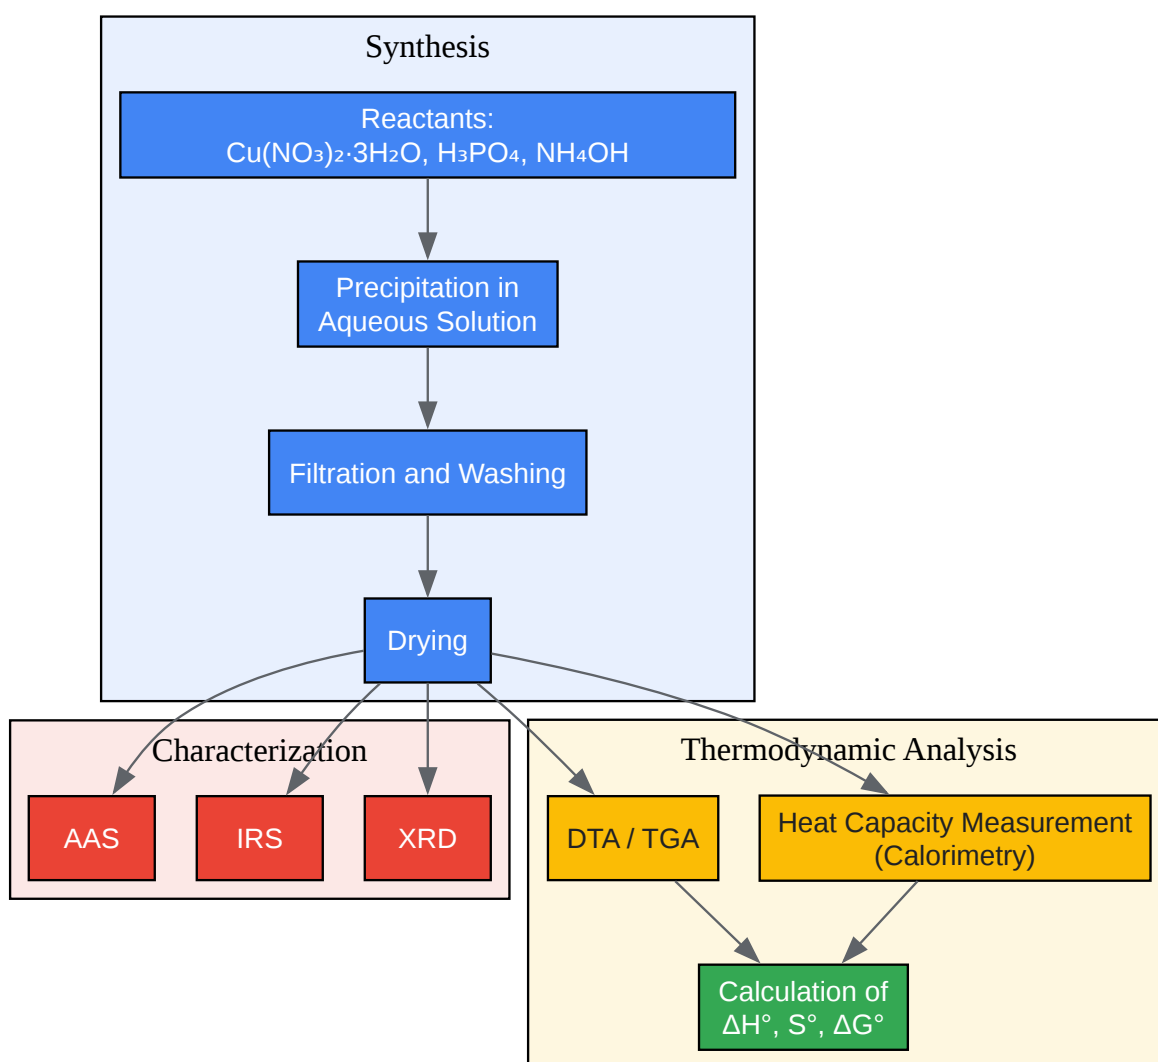 Synthesis
Reactants:
Cu(NO₃)₂·3H₂O, H₃PO₄, NH₄OH
Precipitation in
Aqueous Solution
Filtration and Washing
Drying
Characterization
Thermodynamic Analysis
AAS
IRS
XRD
DTA / TGA
Heat Capacity Measurement
(Calorimetry)
Calculation of
ΔH°, S°, ΔG°